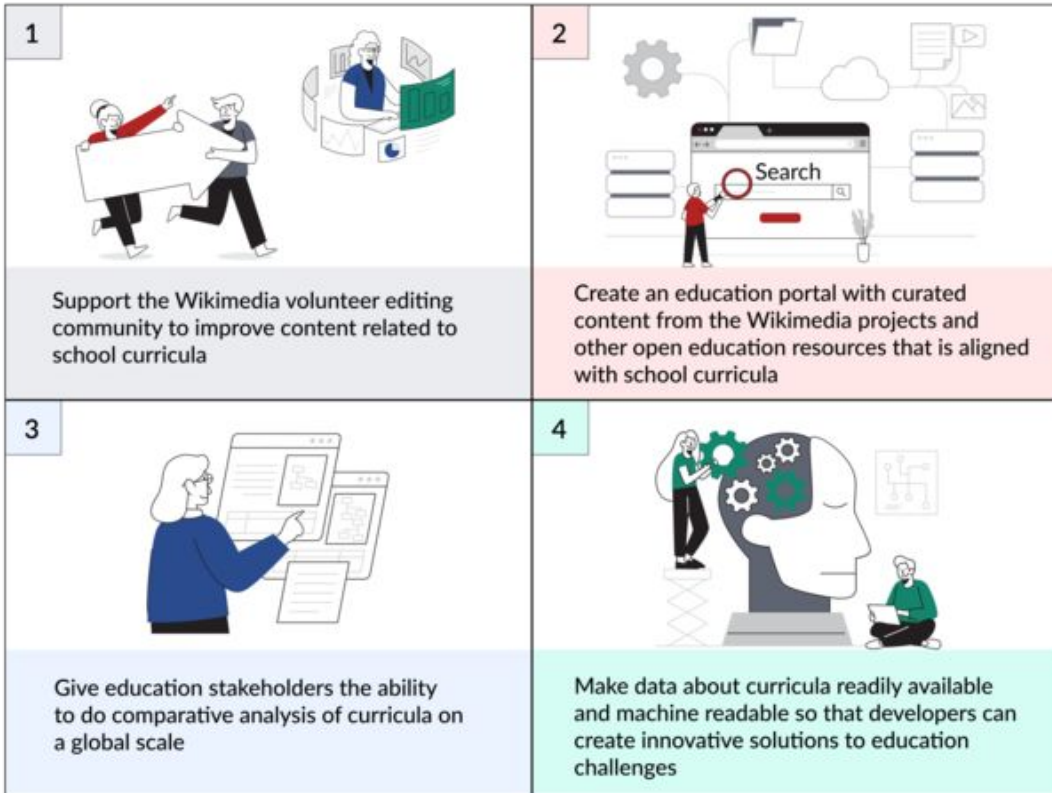 1
Support the Wikimedia volunteer editing
community to improve content related to
school curricula
2
Search
Create an education portal with curated
content from the Wikimedia projects and
other open education resources that is aligned
with school curricula
3
Give education stakeholders the ability
to do comparative analysis of curricula on
a global scale
4
Make data about curricula readily available
and machine readable so that developers can
create innovative solutions to education
challenges